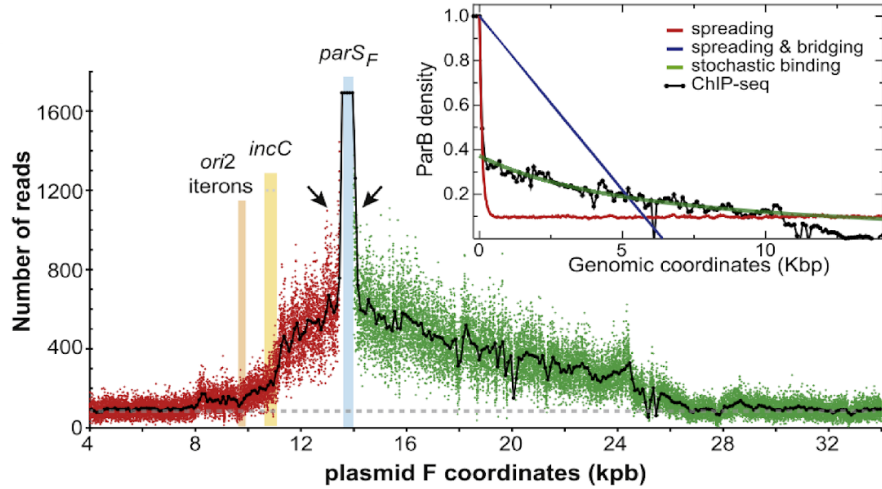 parSF
ori2
iterons
incC
Number of reads
1600
1200
800
400
0
4
8
12
14
16
20
24
28
32
plasmid F coordinates (kpb)
ParB density
1.0
0.8
0.6
0.4
0.2
spreading
spreading & bridging
stochastic binding
ChIP-seq
0
5
10
Genomic coordinates (Kbp)